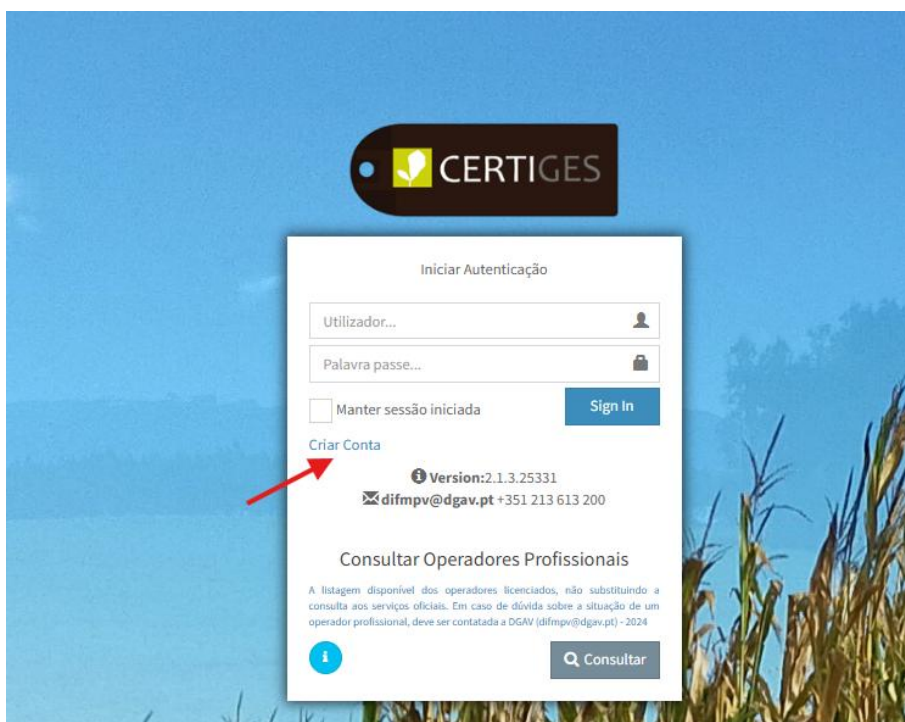 CERTIGES
Iniciar Autenticação
Utilizador...
Palavra passe...
Manter sessão iniciada
Sign In
Criar Conta
Version:2.1.3.25331
difmpv@dgav.pt +351 213 613 200
Consultar Operadores Profissionais
A listagem disponível dos operadores licenciados, não substituindo a
consulta aos serviços oficiais. Em caso de dúvida sobre a situação de um
operador profissional, deve ser contatada a DGAV (difmpv@dgav.pt) - 2024
Consultar